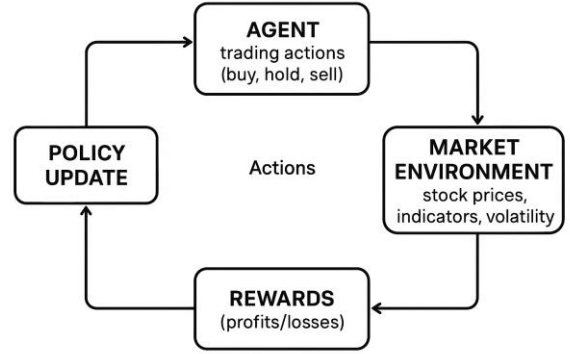 AGENT
trading actions
(buy, hold, sell)
POLICY
UPDATE
Actions
MARKET
ENVIRONMENT
stock prices,
indicators, volatility
REWARDS
(profits/losses)